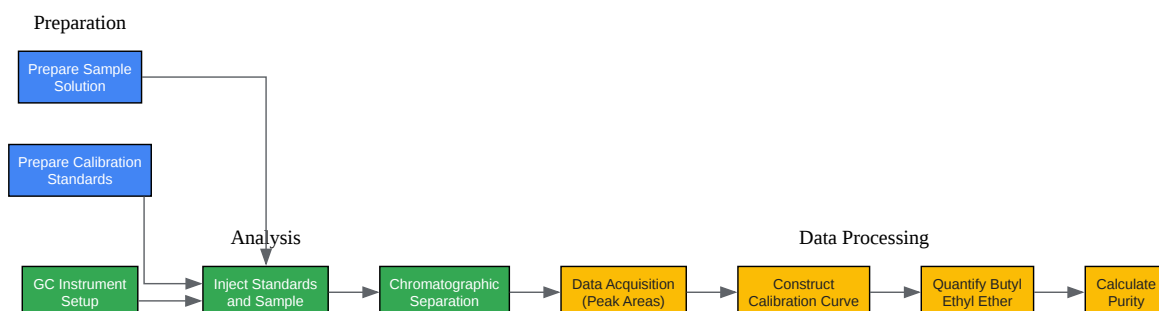 Preparation
Prepare Sample
Solution
Prepare Calibration
Standards
Analysis
Data Processing
GC Instrument
Setup
Inject Standards
and Sample
Chromatographic
Separation
Data Acquisition
(Peak Areas)
Construct
Calibration Curve
Quantify Butyl
Ethyl Ether
Calculate
Purity